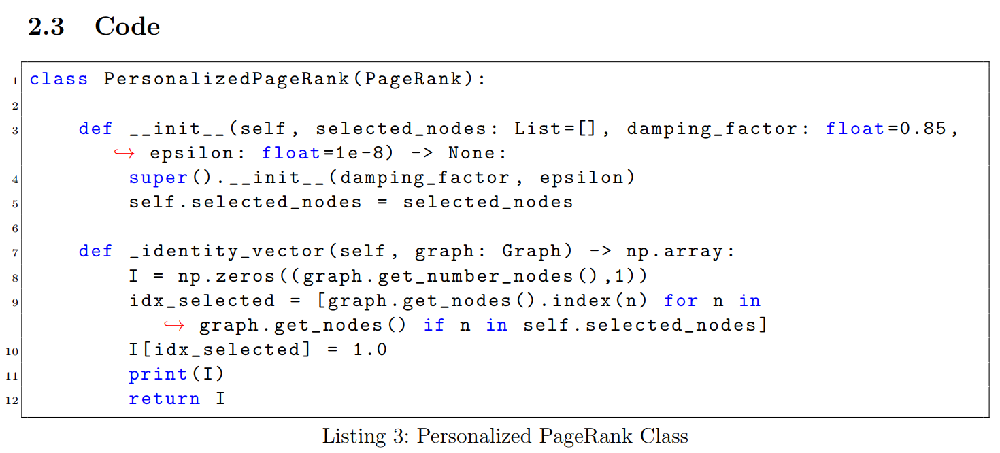 2.3 Code
1 class PersonalizedPageRank(PageRank):
2
3     def __init__(self, selected_nodes: List=[], damping_factor: float=0.85,
↪ epsilon: float=1e-8) -> None:
4         super().__init__(damping_factor, epsilon)
5         self.selected_nodes = selected_nodes
6
7     def _identity_vector(self, graph: Graph) -> np.array:
8         I = np.zeros((graph.get_number_nodes(),1))
9         idx_selected = [graph.get_nodes().index(n) for n in
↪ graph.get_nodes() if n in self.selected_nodes]
10         I[idx_selected] = 1.0
11         print(I)
12         return I
Listing 3: Personalized PageRank Class